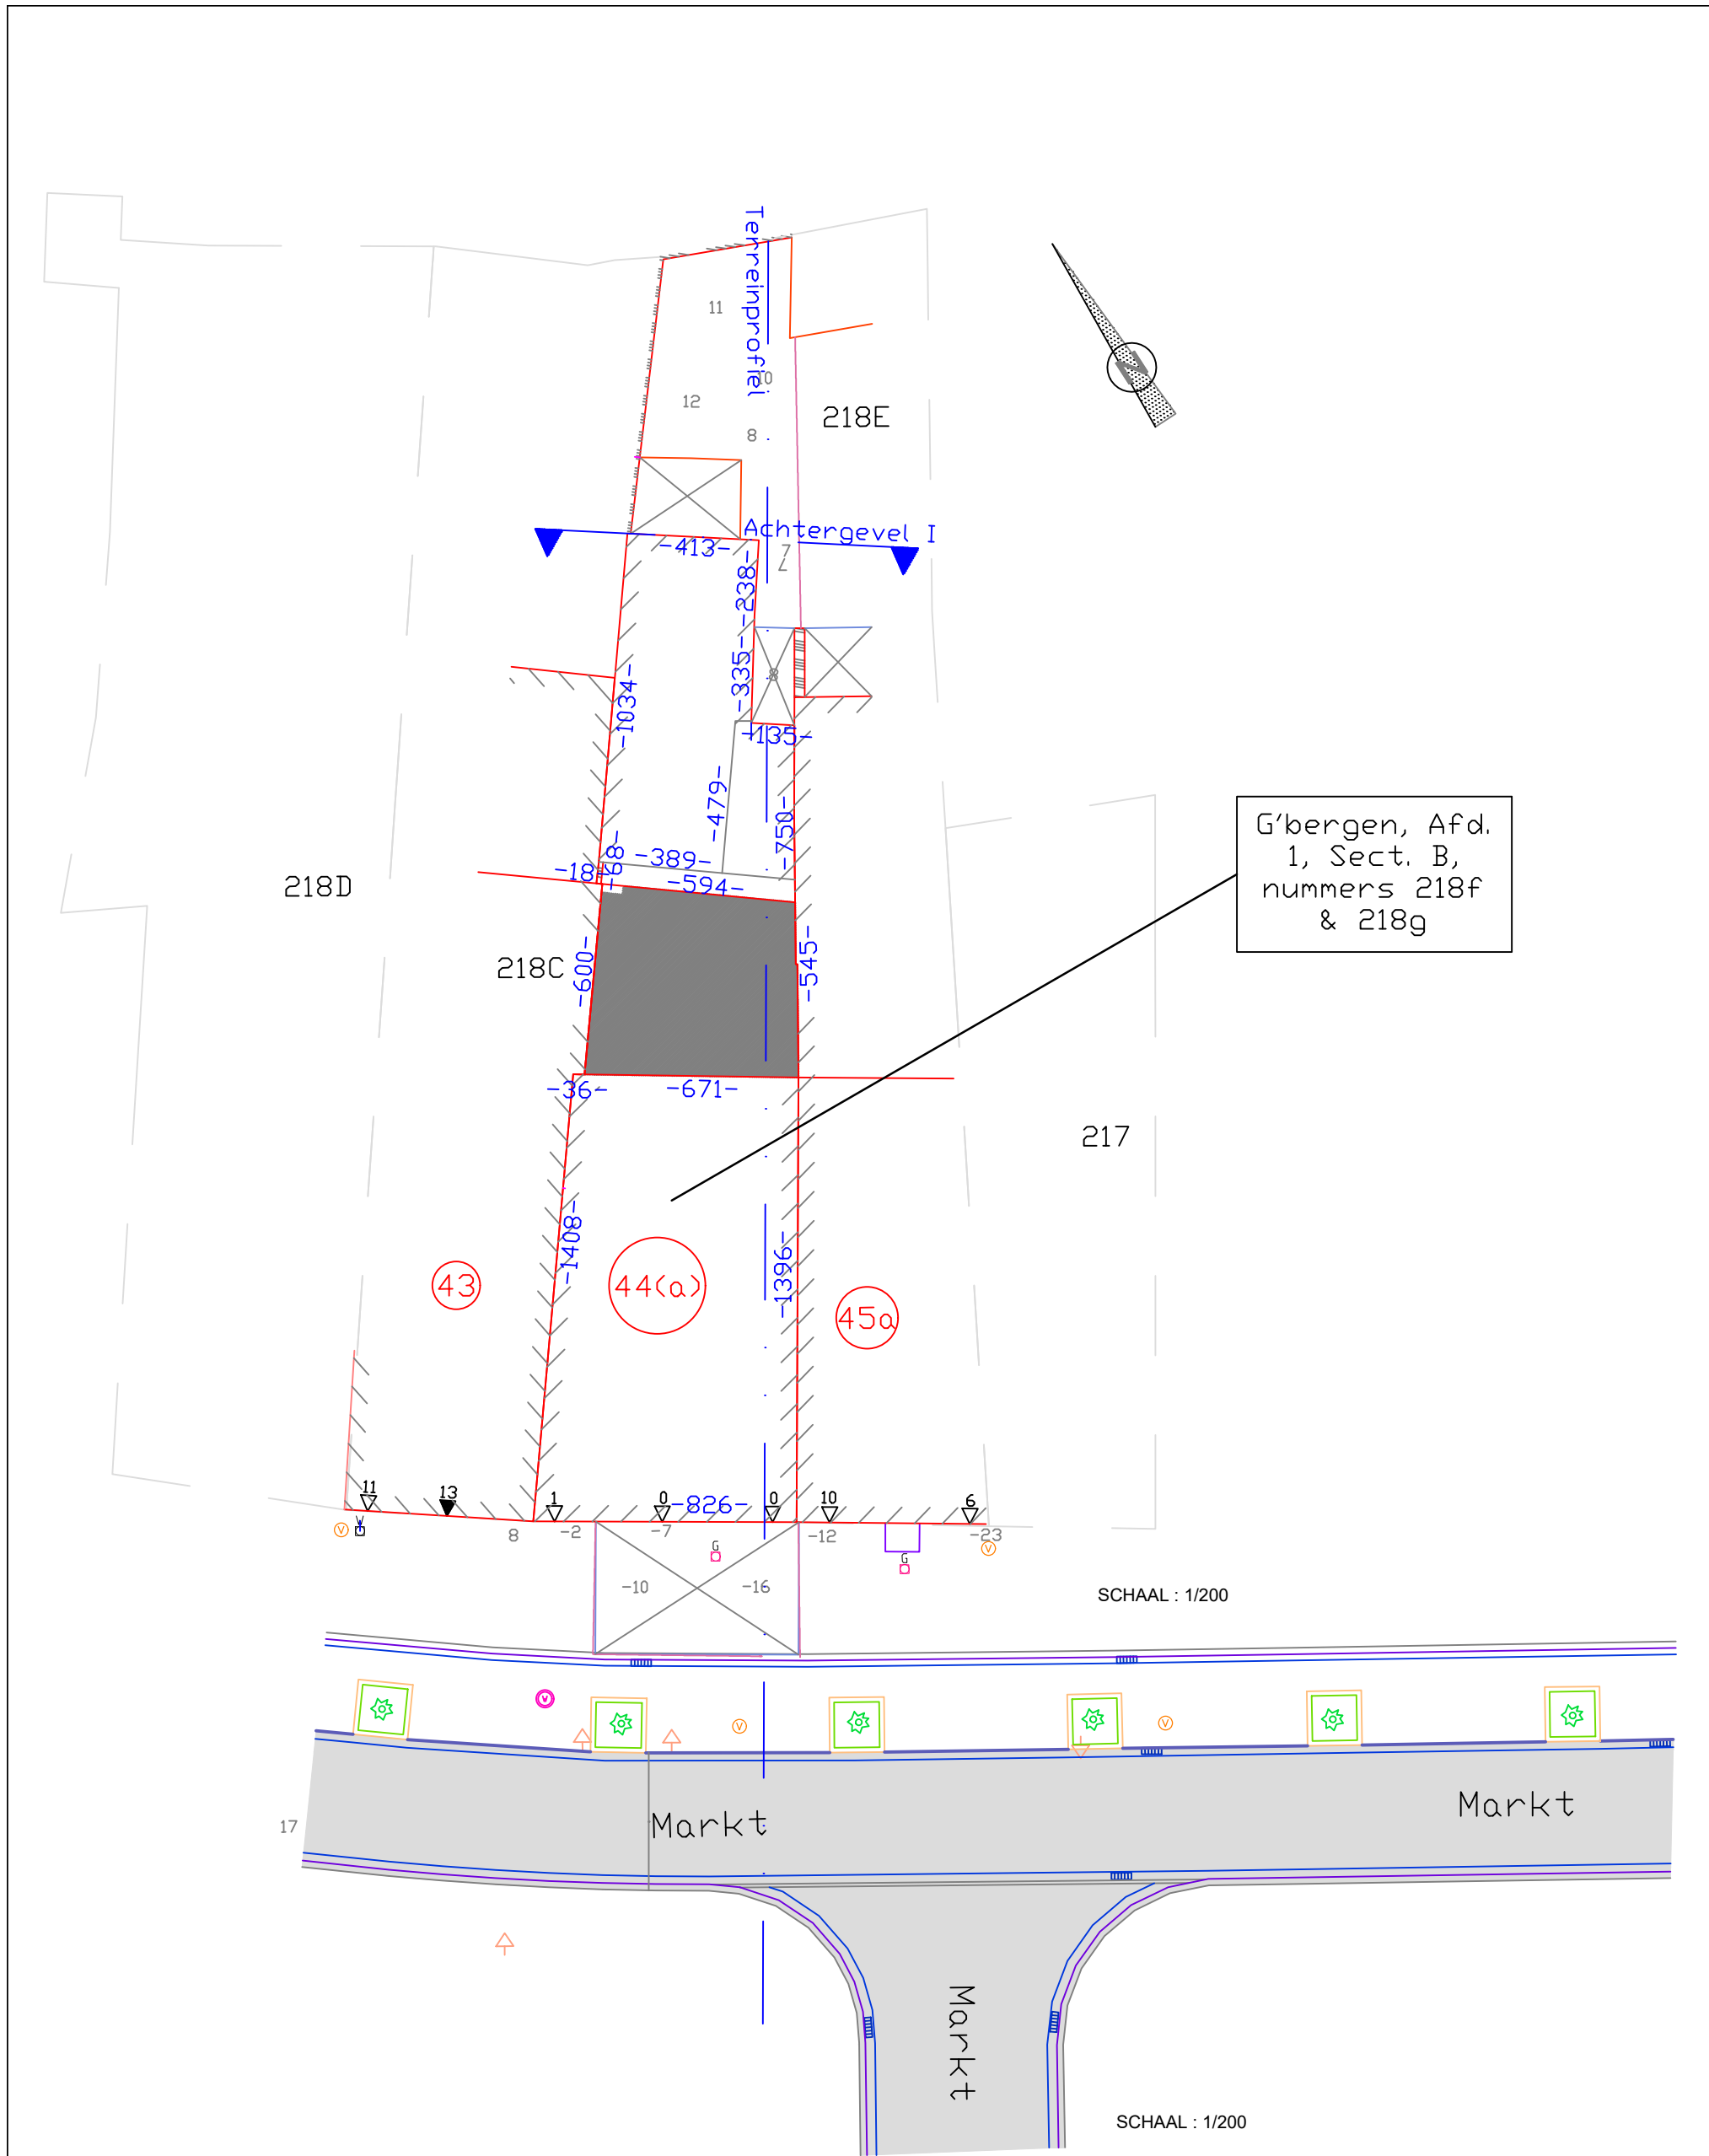 Terreinprofiel
11
10
12
218E
8
Achtergevel I
-413-
7
7
-238-
-335-
8
-1034-
-135-
-479-
-750-
G'bergen, Afd.
1, Sect. B,
nummers 218f
& 218g
-389-
-18-
-68-
-594-
218D
218C
-600-
-545-
-36-
-671-
217
-1408-
-1396-
43
44(a)
45a
11
13
1
0
-826-
0
10
6
V
V
8
-2
-7
-12
-23
G
G
V
-10
-16
SCHAAL : 1/200
V
V
V
Markt
Markt
17
Markt
SCHAAL : 1/200
N